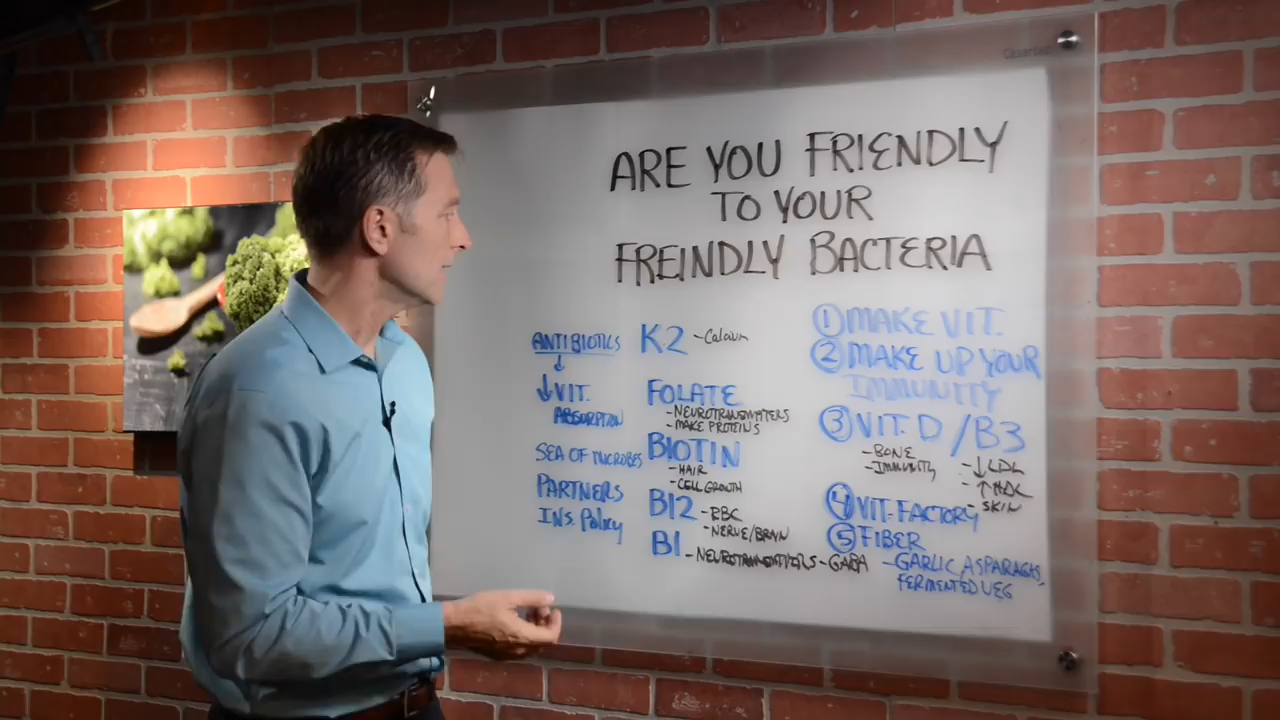 Quartet
ARE YOU FRIENDLY
TO YOUR
FREINDLY BACTERIA
ANTIBIOTICS
↓
↓VIT.
ABSORPTION
SEA OF MICROBES
PARTNERS
INS. POLICY
K2 - Calcium
FOLATE
- NEUROTRANSMITTERS
- MAKE PROTEINS
BIOTIN
- HAIR
- CELL GROWTH
B12 - RBC
- NERVE/BRAIN
B1 - NEUROTRANSMITTERS - GABA
① MAKE VIT.
② MAKE UP YOUR
IMMUNITY
③ VIT. D / B3
- BONE
- IMMUNITY
- ↓ LDL
- ↑ HDL
- SKIN
④ VIT. FACTORY
⑤ FIBER
- GARLIC, ASPARAGUS,
FERMENTED VEG